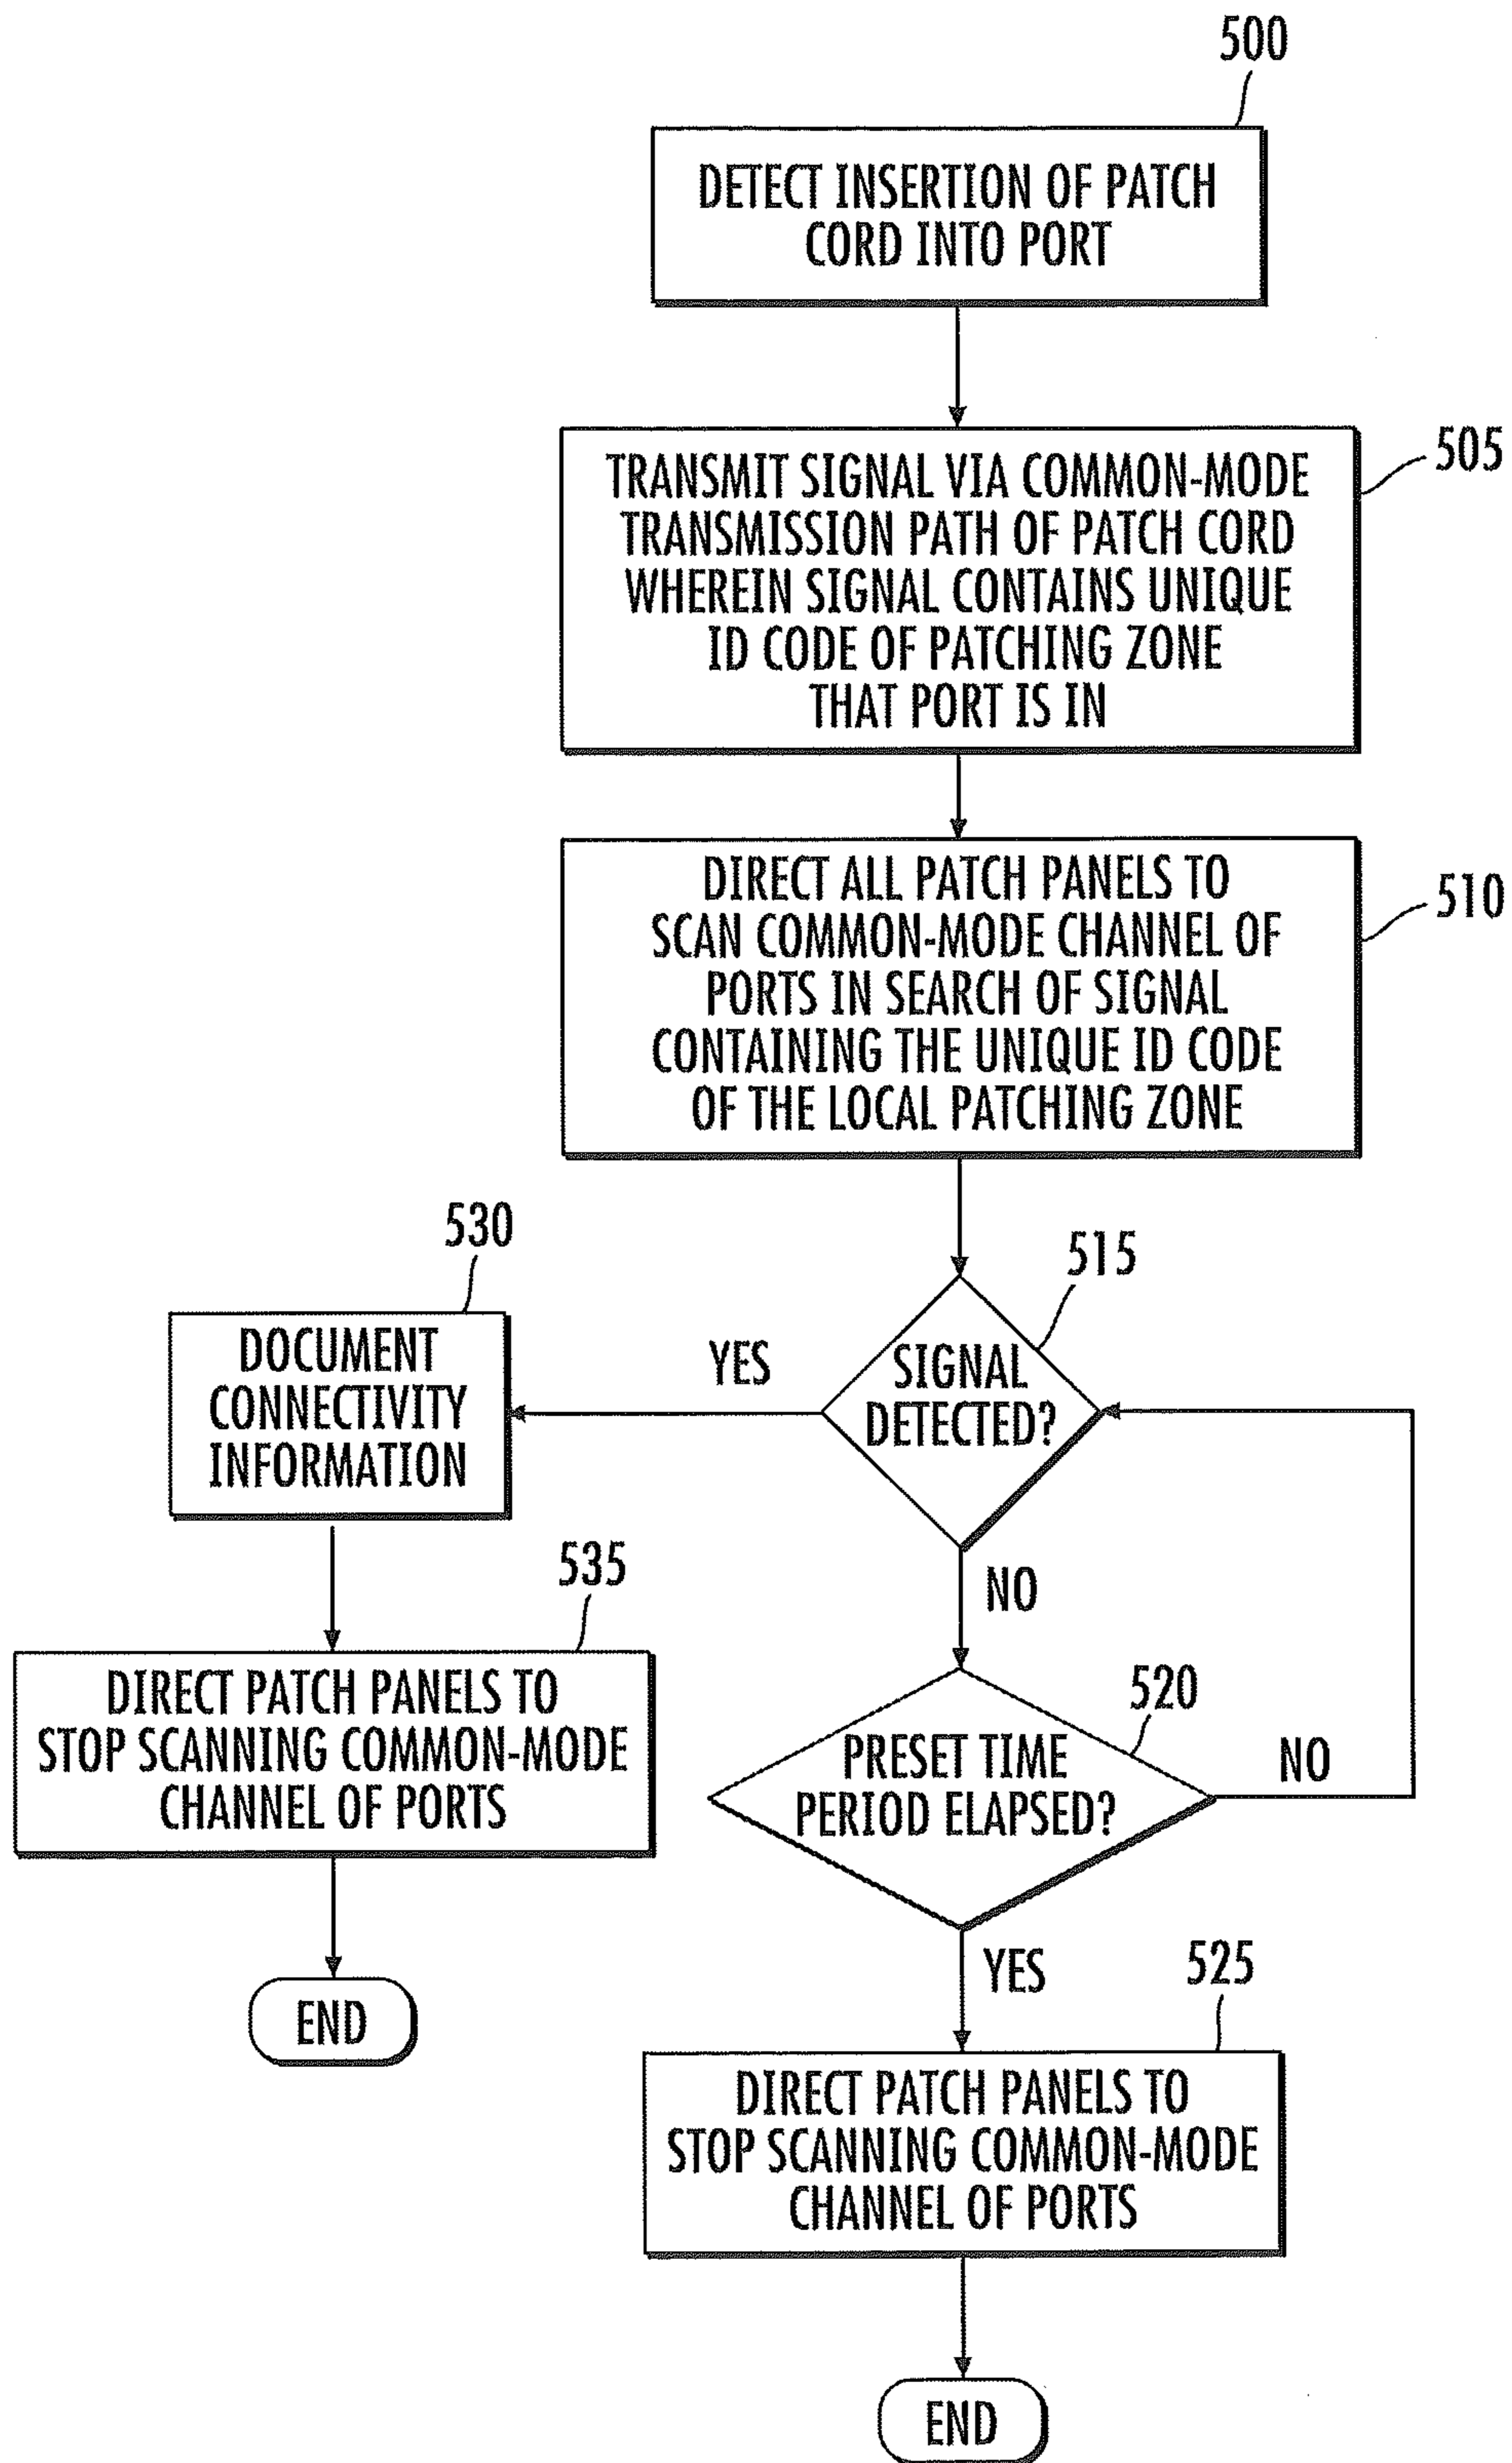 500
DETECT INSERTION OF PATCH
CORD INTO PORT
505
TRANSMIT SIGNAL VIA COMMON-MODE
TRANSMISSION PATH OF PATCH CORD
WHEREIN SIGNAL CONTAINS UNIQUE
ID CODE OF PATCHING ZONE
THAT PORT IS IN
510
DIRECT ALL PATCH PANELS TO
SCAN COMMON-MODE CHANNEL OF
PORTS IN SEARCH OF SIGNAL
CONTAINING THE UNIQUE ID CODE
OF THE LOCAL PATCHING ZONE
515
SIGNAL
DETECTED?
YES
530
DOCUMENT
CONNECTIVITY
INFORMATION
535
DIRECT PATCH PANELS TO
STOP SCANNING COMMON-MODE
CHANNEL OF PORTS
END
NO
520
PRESET TIME
PERIOD ELAPSED?
NO
YES
525
DIRECT PATCH PANELS TO
STOP SCANNING COMMON-MODE
CHANNEL OF PORTS
END